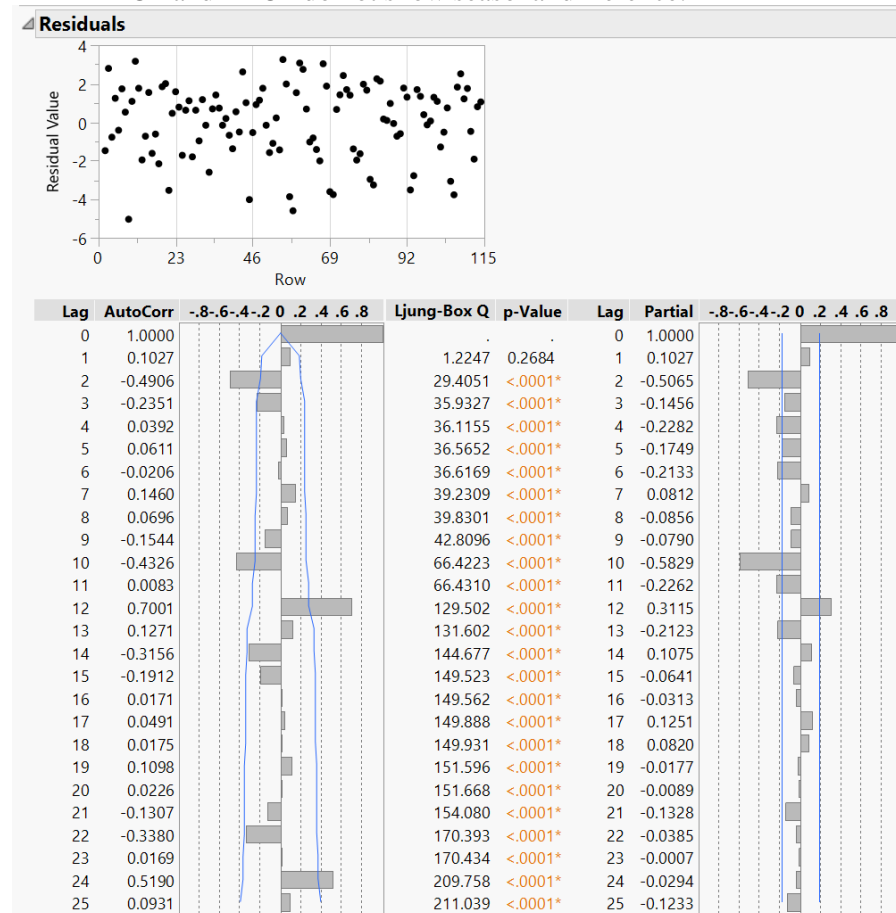 Residuals
4
2
0
-2
-4
-6
Residual Value
0 23 46 69 92 115
Row
Lag AutoCorr -.8-.6-.4-.2 0 .2 .4 .6 .8 Ljung-Box Q p-Value Lag Partial -.8-.6-.4-.2 0 .2 .4 .6 .8
0 1.0000 . . 0 1.0000
1 0.1027 1.2247 0.2684 1 0.1027
2 -0.4906 29.4051 <.0001* 2 -0.5065
3 -0.2351 35.9327 <.0001* 3 -0.1456
4 0.0392 36.1155 <.0001* 4 -0.2282
5 0.0611 36.5652 <.0001* 5 -0.1749
6 -0.0206 36.6169 <.0001* 6 -0.2133
7 0.1460 39.2309 <.0001* 7 0.0812
8 0.0696 39.8301 <.0001* 8 -0.0856
9 -0.1544 42.8096 <.0001* 9 -0.0790
10 -0.4326 66.4223 <.0001* 10 -0.5829
11 0.0083 66.4310 <.0001* 11 -0.2262
12 0.7001 129.502 <.0001* 12 0.3115
13 0.1271 131.602 <.0001* 13 -0.2123
14 -0.3156 144.677 <.0001* 14 0.1075
15 -0.1912 149.523 <.0001* 15 -0.0641
16 0.0171 149.562 <.0001* 16 -0.0313
17 0.0491 149.888 <.0001* 17 0.1251
18 0.0175 149.931 <.0001* 18 0.0820
19 0.1098 151.596 <.0001* 19 -0.0177
20 0.0226 151.668 <.0001* 20 -0.0089
21 -0.1307 154.080 <.0001* 21 -0.1328
22 -0.3380 170.393 <.0001* 22 -0.0385
23 0.0169 170.434 <.0001* 23 -0.0007
24 0.5190 209.758 <.0001* 24 -0.0294
25 0.0931 211.039 <.0001* 25 -0.1233